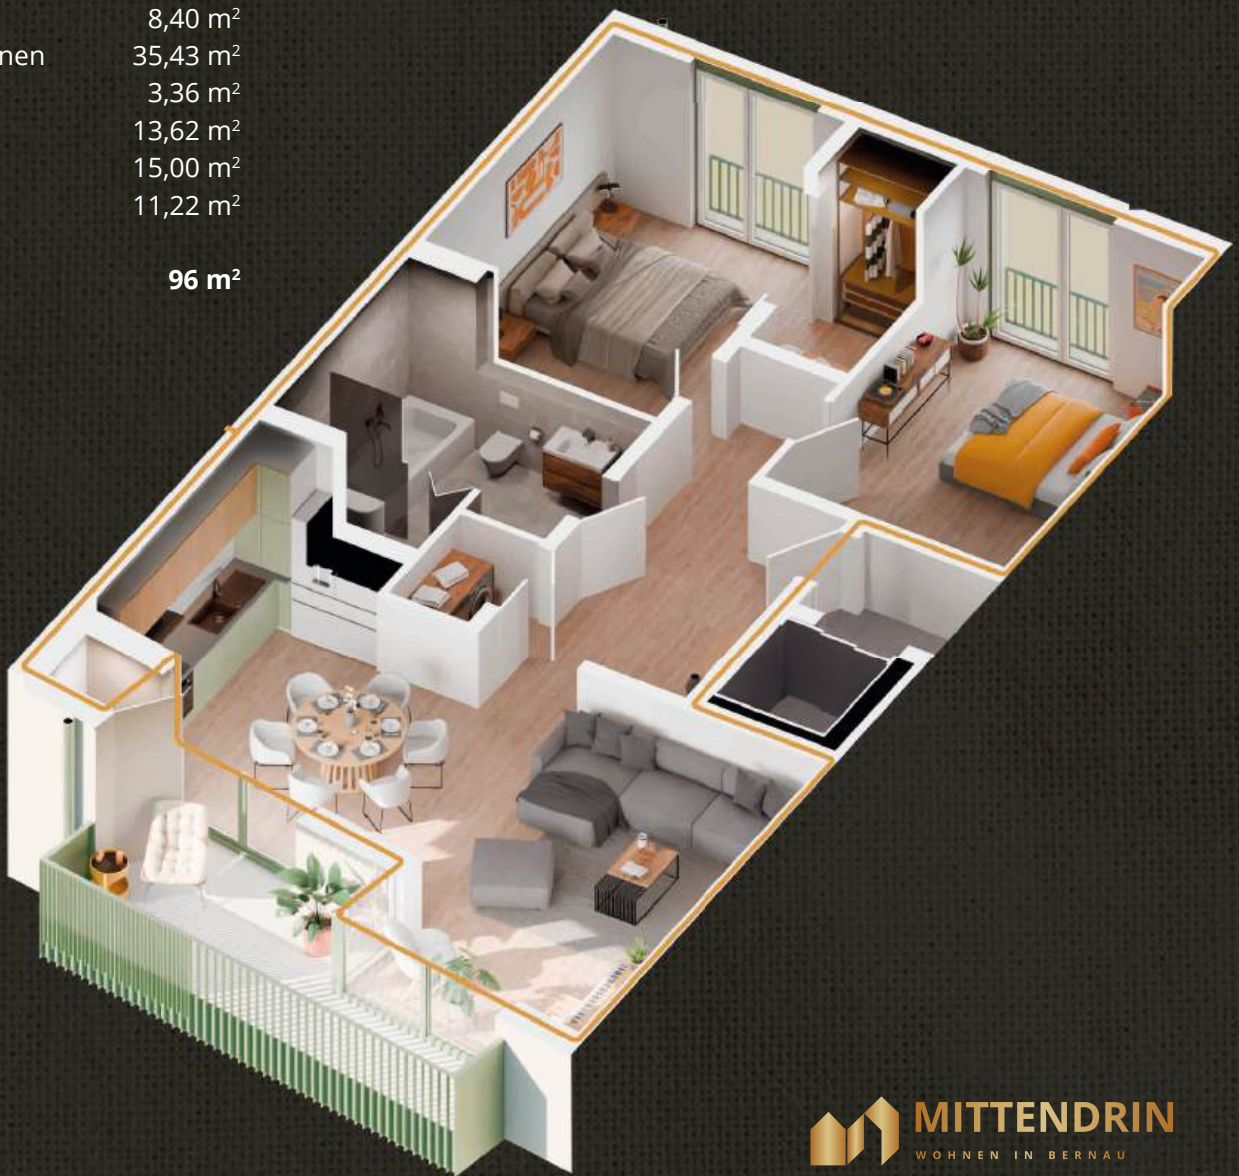 8,40 m²
nen 35,43 m²
3,36 m²
13,62 m²
15,00 m²
11,22 m²
96 m²
MITTENDRIN
WOHNEN IN BERNAU